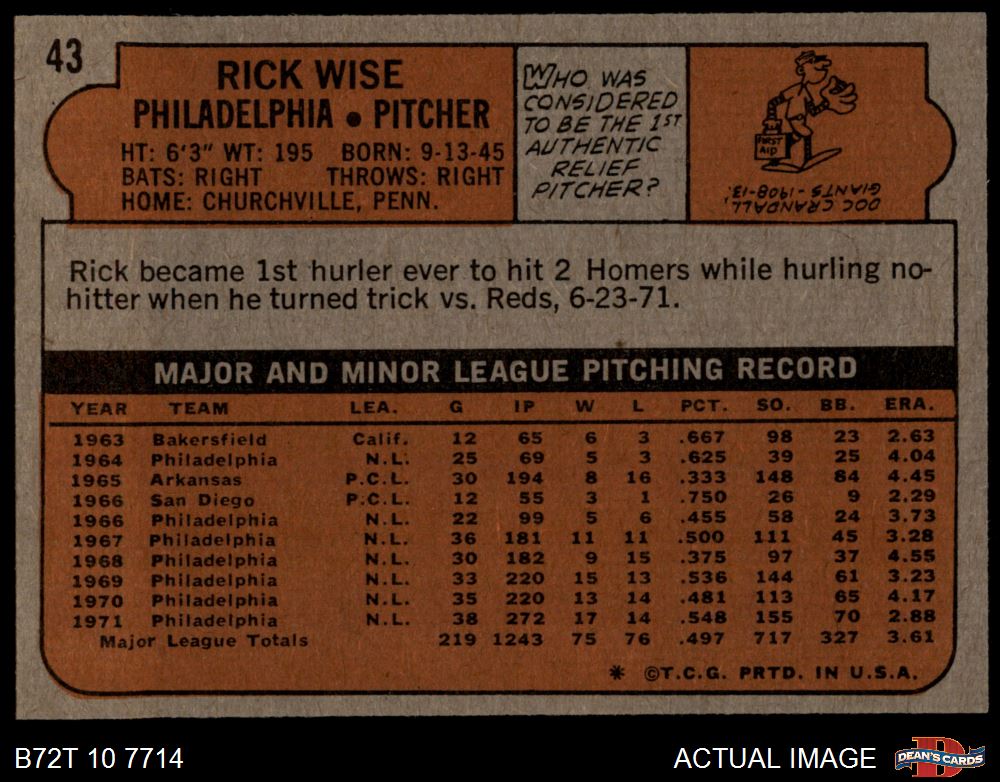 43
RICK WISE
PHILADELPHIA • PITCHER
HT: 6'3" WT: 195 BORN: 9-13-45
BATS: RIGHT THROWS: RIGHT
HOME: CHURCHVILLE, PENN.
WHO WAS
CONSIDERED
TO BE THE 1ST
AUTHENTIC
RELIEF
PITCHER?
FIRST
AID
DOC CRANDALL,
GIANTS - 1908-13.
Rick became 1st hurler ever to hit 2 Homers while hurling no-
hitter when he turned trick vs. Reds, 6-23-71.
MAJOR AND MINOR LEAGUE PITCHING RECORD
YEAR TEAM LEA. G IP W L PCT. SO. BB. ERA.
1963 Bakersfield Calif. 12 65 6 3 .667 98 23 2.63
1964 Philadelphia N.L. 25 69 5 3 .625 39 25 4.04
1965 Arkansas P.C.L. 30 194 8 16 .333 148 84 4.45
1966 San Diego P.C.L. 12 55 3 1 .750 26 9 2.29
1966 Philadelphia N.L. 22 99 5 6 .455 58 24 3.73
1967 Philadelphia N.L. 36 181 11 11 .500 111 45 3.28
1968 Philadelphia N.L. 30 182 9 15 .375 97 37 4.55
1969 Philadelphia N.L. 33 220 15 13 .536 144 61 3.23
1970 Philadelphia N.L. 35 220 13 14 .481 113 65 4.17
1971 Philadelphia N.L. 38 272 17 14 .548 155 70 2.88
Major League Totals 219 1243 75 76 .497 717 327 3.61
* ©T.C.G. PRTD. IN U.S.A.
B72T 10 7714
ACTUAL IMAGE
D
DEAN'S CARDS